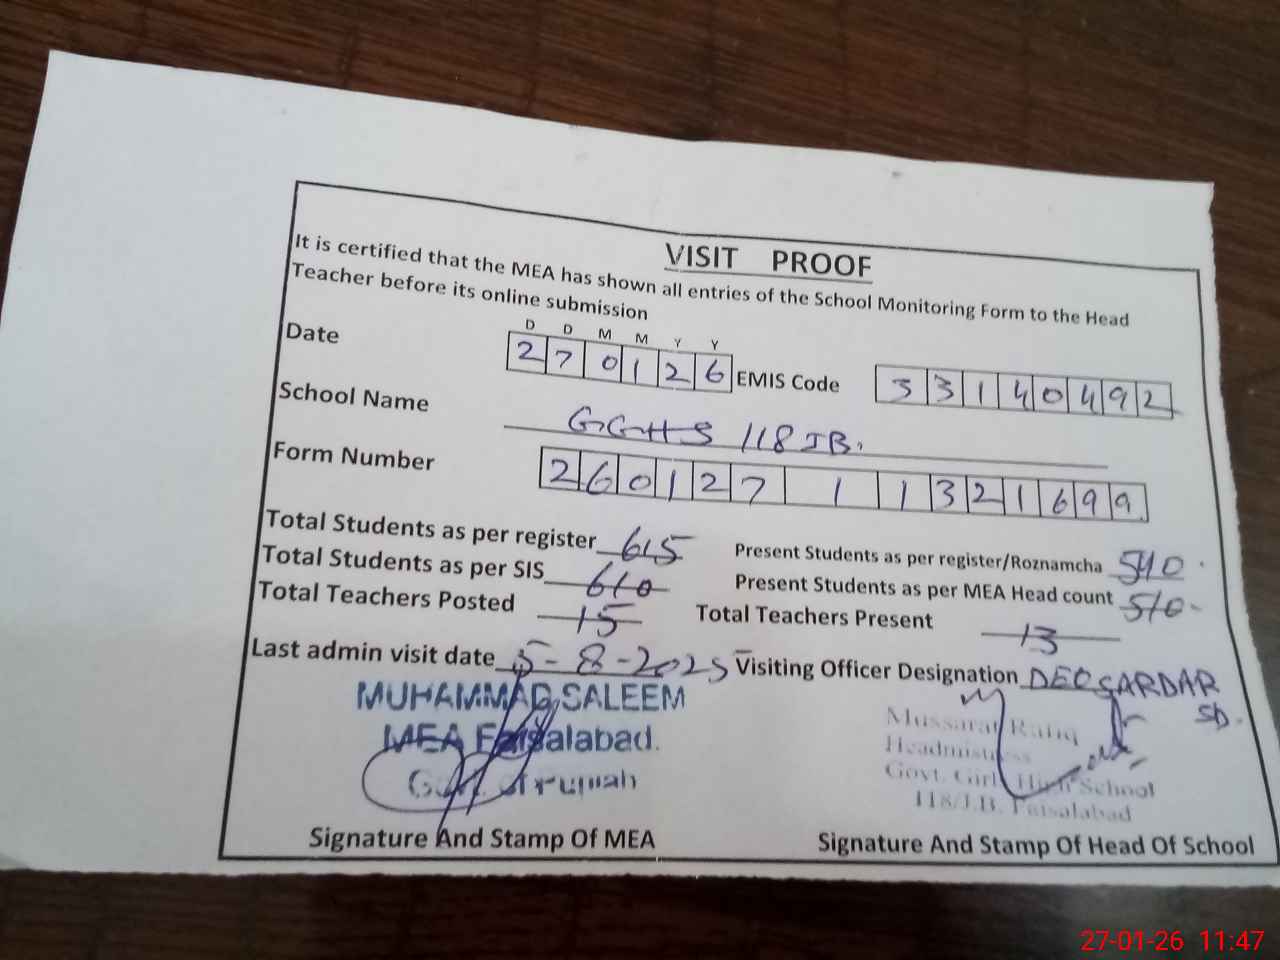 VISIT PROOF
It is certified that the MEA has shown all entries of the School Monitoring Form to the Head
Teacher before its online submission
D D M M Y Y
Date 2 7 0 1 2 6 EMIS Code 3 3 1 4 0 4 9 2
School Name GGHS 118 JB.
Form Number 2 6 0 1 2 7 1 1 3 2 1 6 9 9
Total Students as per register 615 Present Students as per register/Roznamcha 540
Total Students as per SIS 610 Present Students as per MEA Head count 510
Total Teachers Posted 15 Total Teachers Present 13
Last admin visit date 5-8-2025 Visiting Officer Designation DEO SARDAR
MUHAMMAD SALEEM
MEA Faisalabad.
Govt. of Punjab
Mussarat Rafiq
Headmistress
Govt. Girl High School
118/J.B. Faisalabad
Signature And Stamp Of MEA Signature And Stamp Of Head Of School
27-01-26 11:47